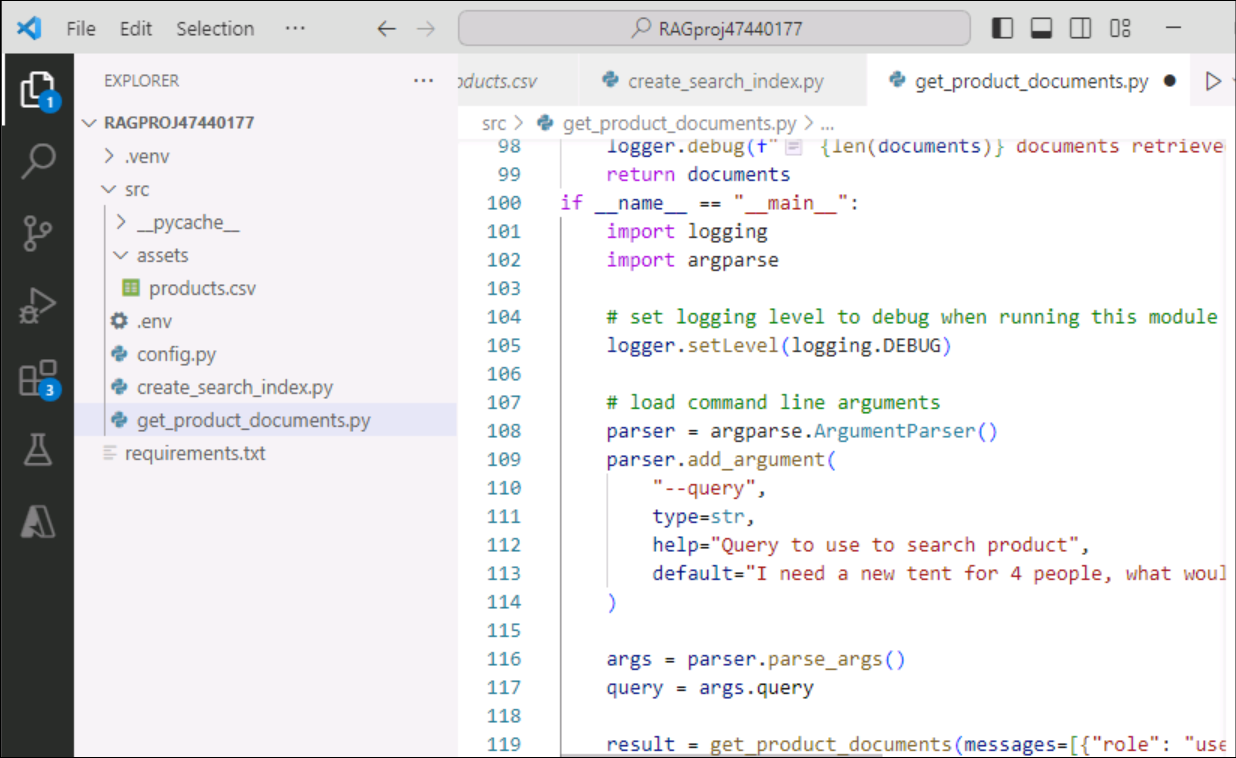 File Edit Selection ··· RAGproj47440177
EXPLORER ···
1
RAGPROJ47440177
.venv
src
__pycache__
assets
products.csv
.env
config.py
create_search_index.py
get_product_documents.py
requirements.txt
3
oducts.csv create_search_index.py get_product_documents.py
src > get_product_documents.py > ...
98 logger.debug(f"📄 {len(documents)} documents retrieve
99 return documents
100 if __name__ == "__main__":
101 import logging
102 import argparse
103
104 # set logging level to debug when running this module
105 logger.setLevel(logging.DEBUG)
106
107 # load command line arguments
108 parser = argparse.ArgumentParser()
109 parser.add_argument(
110 "--query",
111 type=str,
112 help="Query to use to search product",
113 default="I need a new tent for 4 people, what woul
114 )
115
116 args = parser.parse_args()
117 query = args.query
118
119 result = get_product_documents(messages=[{"role": "use